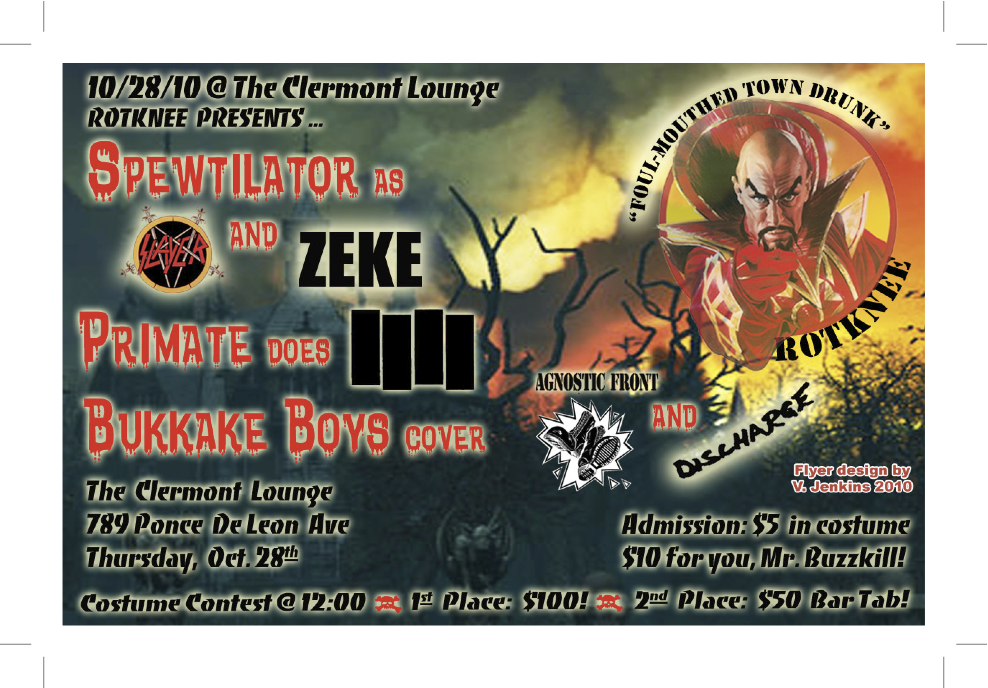 10/28/10 @ The Clermont Lounge
ROTKNEE PRESENTS ...
"FOUL-MOUTHED TOWN DRUNK"
ROTKNEE
SPEWTILATOR AS
SLAYER AND ZEKE
PRIMATE DOES
BUKKAKE BOYS COVER
AGNOSTIC FRONT
AND
DISCHARGE
Flyer design by
V. Jenkins 2010
The Clermont Lounge
789 Ponce De Leon Ave
Thursday, Oct. 28th
Admission: $5 in costume
$10 for you, Mr. Buzzkill!
Costume Contest @ 12:00 1st Place: $100! 2nd Place: $50 Bar Tab!